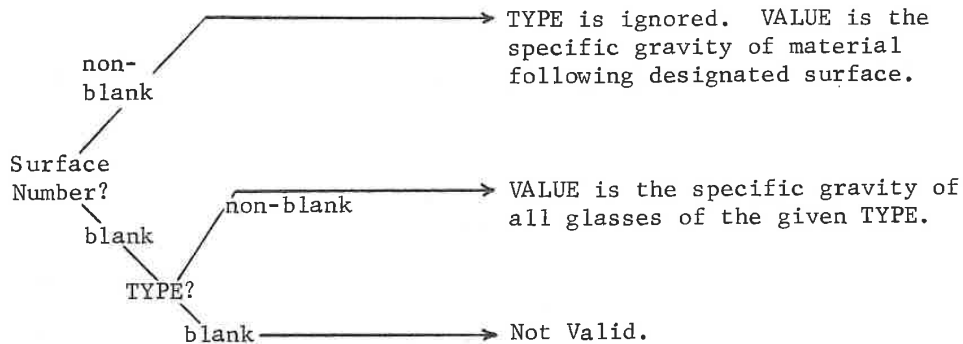 TYPE is ignored. VALUE is the
specific gravity of material
following designated surface.
non-
blank
Surface
Number?
non-blank
VALUE is the specific gravity of
all glasses of the given TYPE.
blank
TYPE?
blank
Not Valid.